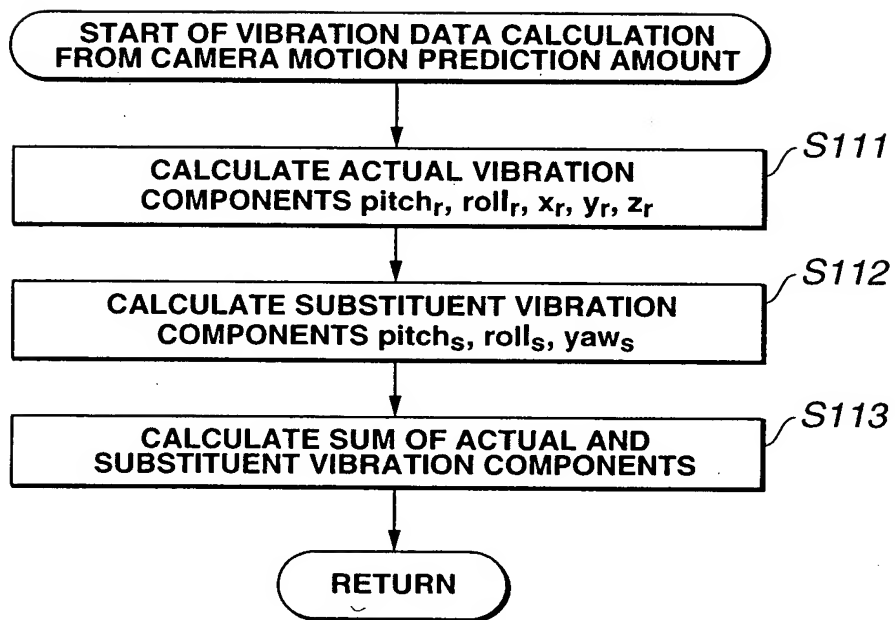 START OF VIBRATION DATA CALCULATION
FROM CAMERA MOTION PREDICTION AMOUNT
S111
CALCULATE ACTUAL VIBRATION
COMPONENTS pitchr, rollr, xr, yr, zr
S112
CALCULATE SUBSTITUENT VIBRATION
COMPONENTS pitchs, rolls, yaws
S113
CALCULATE SUM OF ACTUAL AND
SUBSTITUENT VIBRATION COMPONENTS
RETURN